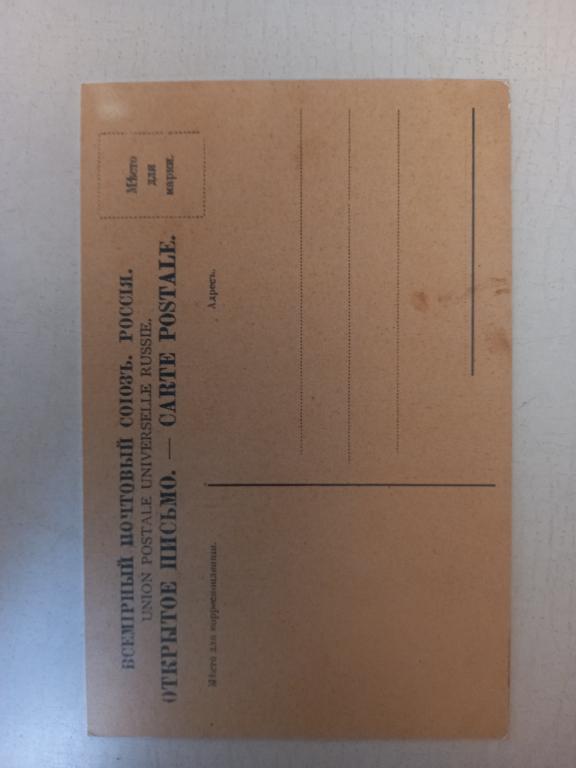 ВСЕМІРНЫЙ ПОЧТОВЫЙ СОЮЗЪ. РОССІЯ.
UNION POSTALE UNIVERSELLE RUSSIE.
ОТКРЫТОЕ ПИСЬМО. — CARTE POSTALE.
Мѣсто
для
марки.
Мѣсто для корреспонденціи.
Адресъ.